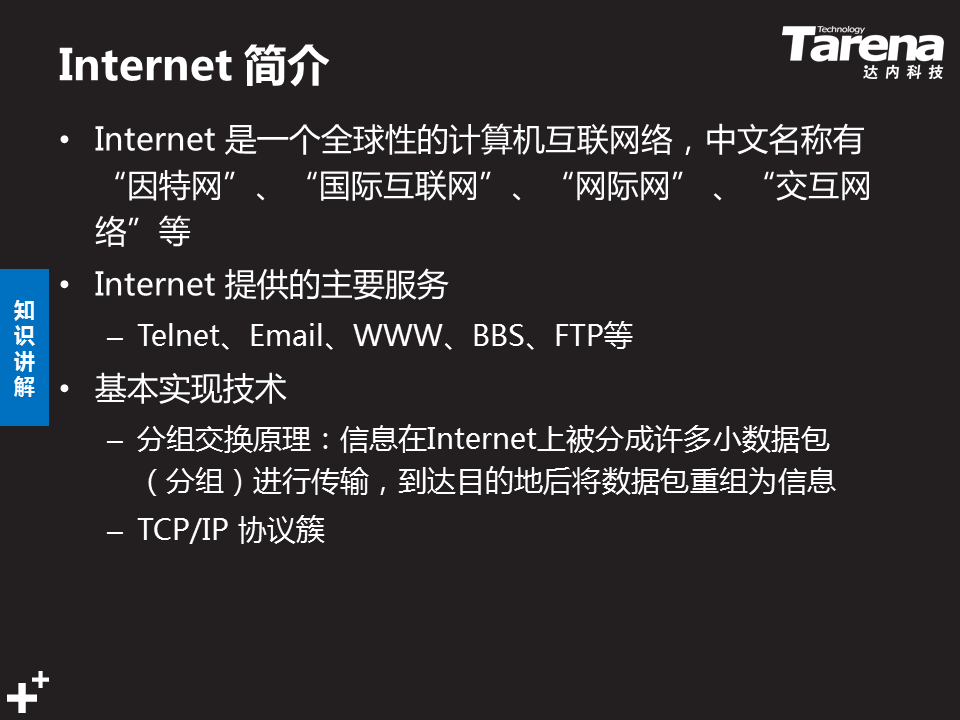 Internet 简介
Technology
Tarena
达内科技
• Internet 是一个全球性的计算机互联网络，中文名称有
“因特网”、“国际互联网”、“网际网” 、“交互网
络”等
• Internet 提供的主要服务
– Telnet、Email、WWW、BBS、FTP等
• 基本实现技术
– 分组交换原理：信息在Internet上被分成许多小数据包
（分组）进行传输，到达目的地后将数据包重组为信息
– TCP/IP 协议簇
知
识
讲
解